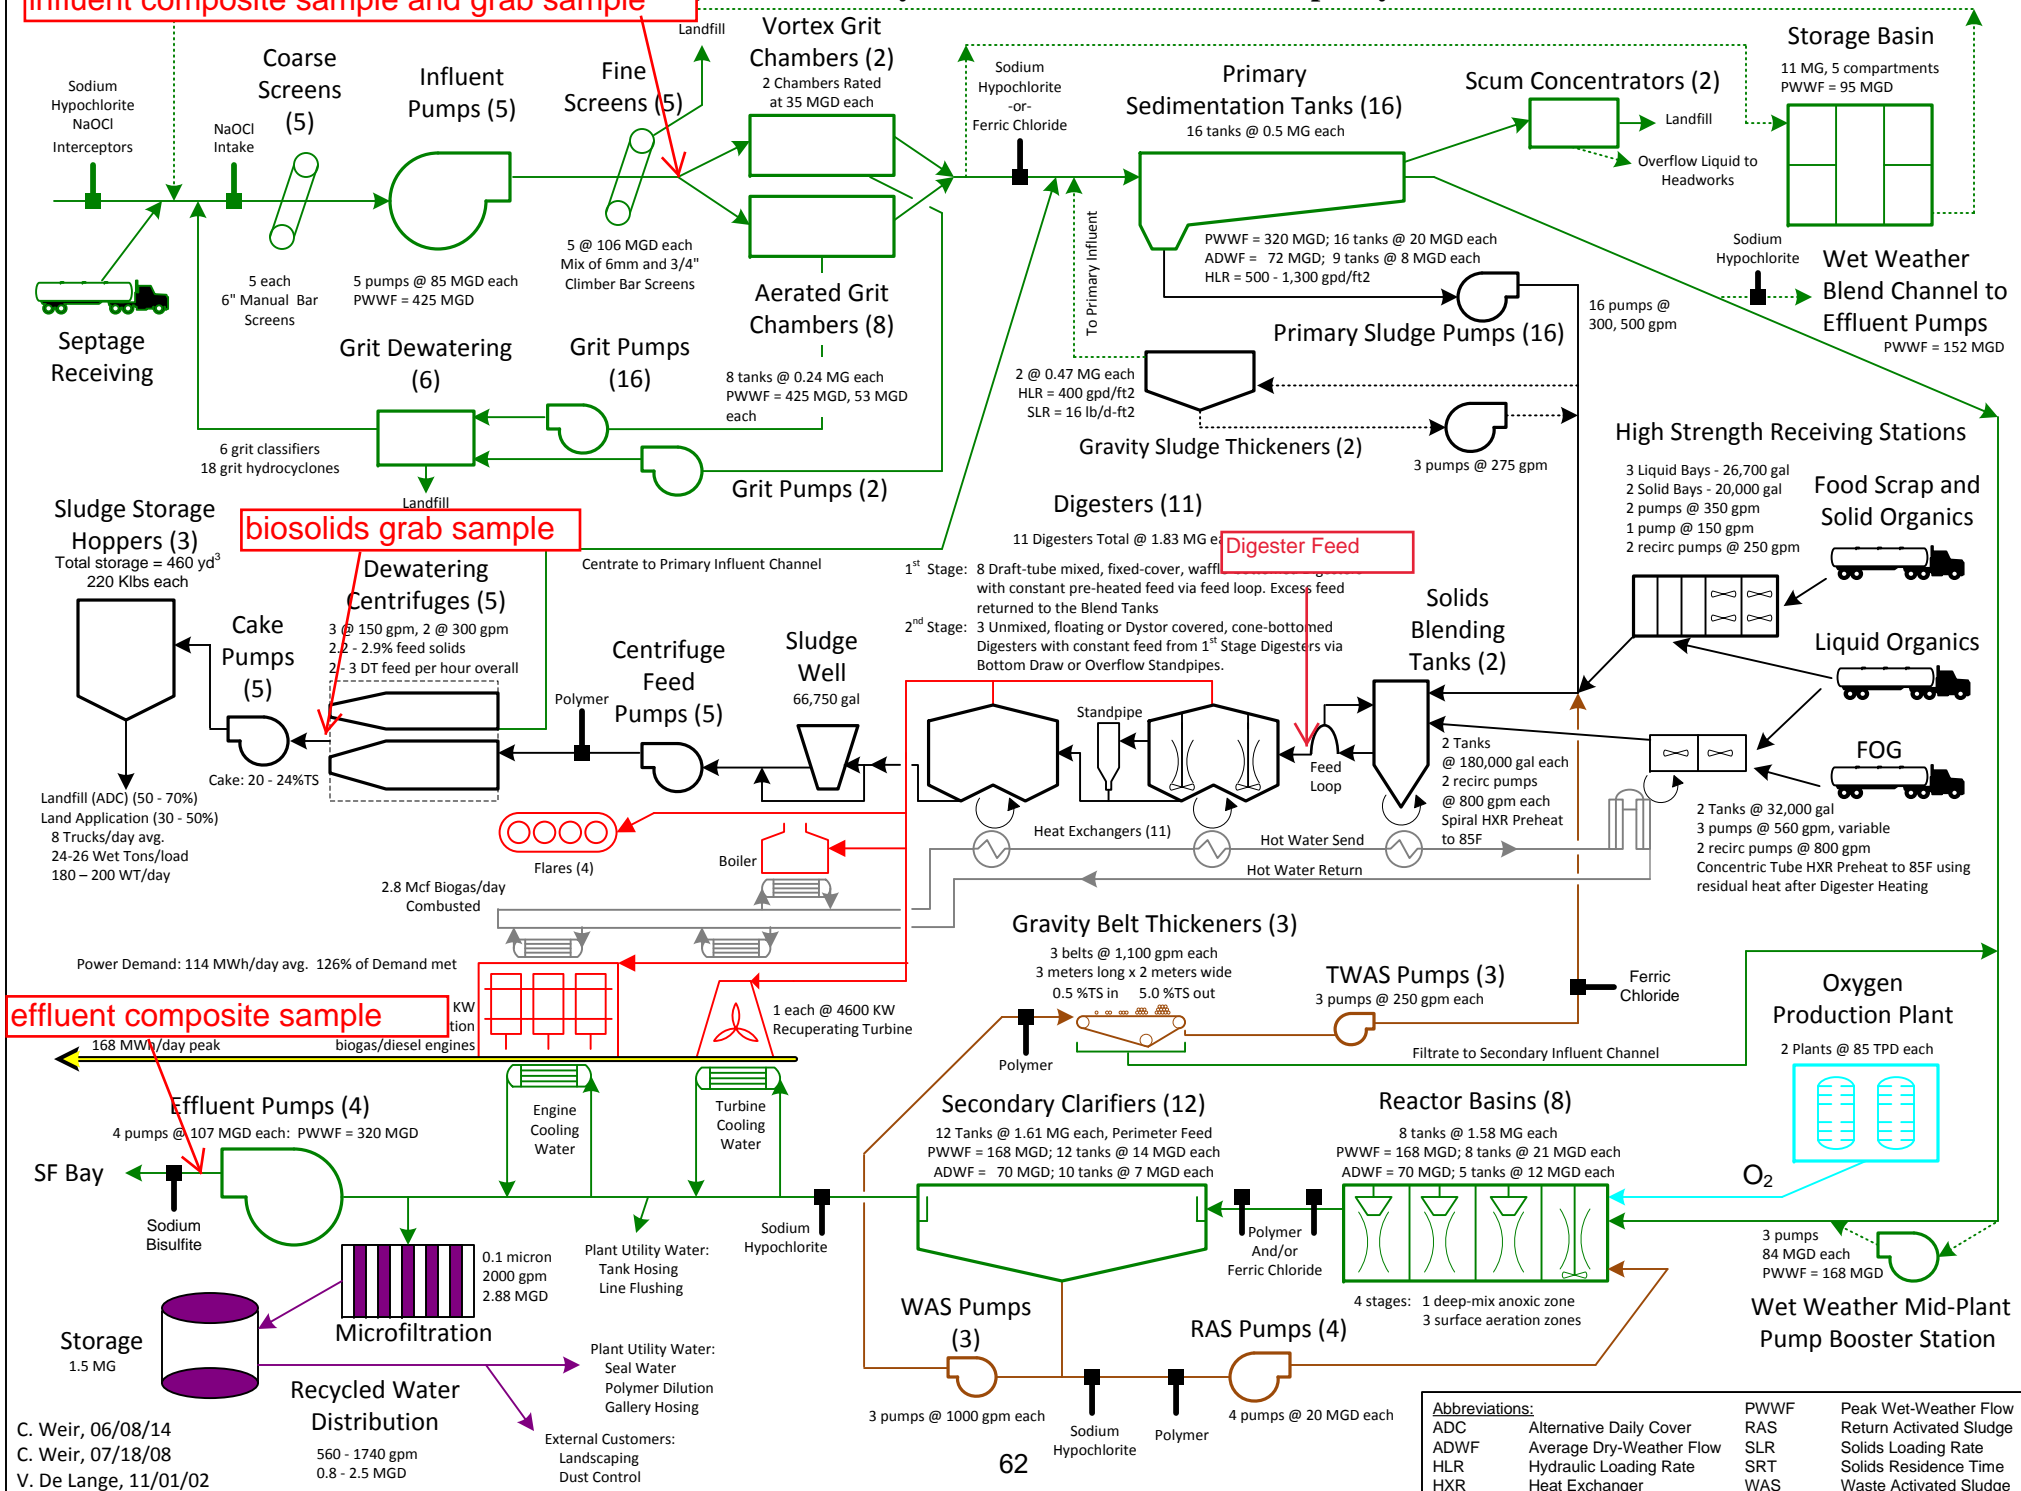 influent composite sample and grab sample
Landfill
Vortex Grit
Chambers (2)
2 Chambers Rated
at 35 MGD each
Storage Basin
11 MG, 5 compartments
PWWF = 95 MGD
Coarse
Screens
(5)
Influent
Pumps (5)
Fine
Screens (5)
Sodium
Hypochlorite
-or-
Ferric Chloride
Primary
Sedimentation Tanks (16)
16 tanks @ 0.5 MG each
Scum Concentrators (2)
Landfill
Overflow Liquid to
Headworks
Sodium
Hypochlorite
NaOCl
Interceptors
NaOCl
Intake
5 each
6" Manual Bar
Screens
5 pumps @ 85 MGD each
PWWF = 425 MGD
5 @ 106 MGD each
Mix of 6mm and 3/4"
Climber Bar Screens
Aerated Grit
Chambers (8)
8 tanks @ 0.24 MG each
PWWF = 425 MGD, 53 MGD
each
To Primary Influent
PWWF = 320 MGD; 16 tanks @ 20 MGD each
ADWF = 72 MGD; 9 tanks @ 8 MGD each
HLR = 500 - 1,300 gpd/ft2
Sodium
Hypochlorite
Wet Weather
Blend Channel to
Effluent Pumps
PWWF = 152 MGD
Septage
Receiving
Grit Dewatering
(6)
Grit Pumps
(16)
Primary Sludge Pumps (16)
16 pumps @
300, 500 gpm
2 @ 0.47 MG each
HLR = 400 gpd/ft2
SLR = 16 lb/d-ft2
Gravity Sludge Thickeners (2)
3 pumps @ 275 gpm
6 grit classifiers
18 grit hydrocyclones
Landfill
Grit Pumps (2)
High Strength Receiving Stations
3 Liquid Bays - 26,700 gal
2 Solid Bays - 20,000 gal
2 pumps @ 350 gpm
1 pump @ 150 gpm
2 recirc pumps @ 250 gpm
Food Scrap and
Solid Organics
Liquid Organics
FOG
Sludge Storage
Hoppers (3)
Total storage = 460 yd3
220 Klbs each
biosolids grab sample
Centrate to Primary Influent Channel
Dewatering
Centrifuges (5)
3 @ 150 gpm, 2 @ 300 gpm
2.2 - 2.9% feed solids
2 - 3 DT feed per hour overall
Digesters (11)
11 Digesters Total @ 1.83 MG
Digester Feed
1st Stage: 8 Draft-tube mixed, fixed-cover,
with constant pre-heated feed via feed loop. Excess feed
returned to the Blend Tanks
2nd Stage: 3 Unmixed, floating or Dystor covered, cone-bottomed
Digesters with constant feed from 1st Stage Digesters via
Bottom Draw or Overflow Standpipes.
Cake
Pumps
(5)
Cake: 20 - 24%TS
Polymer
Centrifuge
Feed
Pumps (5)
Sludge
Well
66,750 gal
Standpipe
Feed
Loop
Solids
Blending
Tanks (2)
2 Tanks
@ 180,000 gal each
2 recirc pumps
@ 800 gpm each
Spiral HXR Preheat
to 85F
2 Tanks @ 32,000 gal
3 pumps @ 560 gpm, variable
2 recirc pumps @ 800 gpm
Concentric Tube HXR Preheat to 85F using
residual heat after Digester Heating
Landfill (ADC) (50 - 70%)
Land Application (30 - 50%)
8 Trucks/day avg.
24-26 Wet Tons/load
180 – 200 WT/day
Flares (4)
Boiler
Heat Exchangers (11)
Hot Water Send
Hot Water Return
2.8 Mcf Biogas/day
Combusted
Power Demand: 114 MWh/day avg. 126% of Demand met
effluent composite sample
KW
168 MWh/day peak
biogas/diesel engines
1 each @ 4600 KW
Recuperating Turbine
Gravity Belt Thickeners (3)
3 belts @ 1,100 gpm each
3 meters long x 2 meters wide
0.5 %TS in 5.0 %TS out
Polymer
TWAS Pumps (3)
3 pumps @ 250 gpm each
Ferric
Chloride
Filtrate to Secondary Influent Channel
Oxygen
Production Plant
2 Plants @ 85 TPD each
O2
Effluent Pumps (4)
4 pumps @ 107 MGD each: PWWF = 320 MGD
SF Bay
Sodium
Bisulfite
Engine
Cooling
Water
Turbine
Cooling
Water
Sodium
Hypochlorite
Secondary Clarifiers (12)
12 Tanks @ 1.61 MG each, Perimeter Feed
PWWF = 168 MGD; 12 tanks @ 14 MGD each
ADWF = 70 MGD; 10 tanks @ 7 MGD each
Reactor Basins (8)
8 tanks @ 1.58 MG each
PWWF = 168 MGD; 8 tanks @ 21 MGD each
ADWF = 70 MGD; 5 tanks @ 12 MGD each
Polymer
And/or
Ferric Chloride
4 stages: 1 deep-mix anoxic zone
3 surface aeration zones
3 pumps
84 MGD each
PWWF = 168 MGD
Wet Weather Mid-Plant
Pump Booster Station
0.1 micron
2000 gpm
2.88 MGD
Microfiltration
Plant Utility Water:
Tank Hosing
Line Flushing
Storage
1.5 MG
Recycled Water
Distribution
560 - 1740 gpm
0.8 - 2.5 MGD
Plant Utility Water:
Seal Water
Polymer Dilution
Gallery Hosing
External Customers:
Landscaping
Dust Control
WAS Pumps
(3)
3 pumps @ 1000 gpm each
RAS Pumps (4)
4 pumps @ 20 MGD each
Sodium
Hypochlorite
Polymer
C. Weir, 06/08/14
C. Weir, 07/18/08
V. De Lange, 11/01/02
62
Abbreviations:
ADC Alternative Daily Cover
ADWF Average Dry-Weather Flow
HLR Hydraulic Loading Rate
HXR Heat Exchanger
PWWF Peak Wet-Weather Flow
RAS Return Activated Sludge
SLR Solids Loading Rate
SRT Solids Residence Time
WAS Waste Activated Sludge